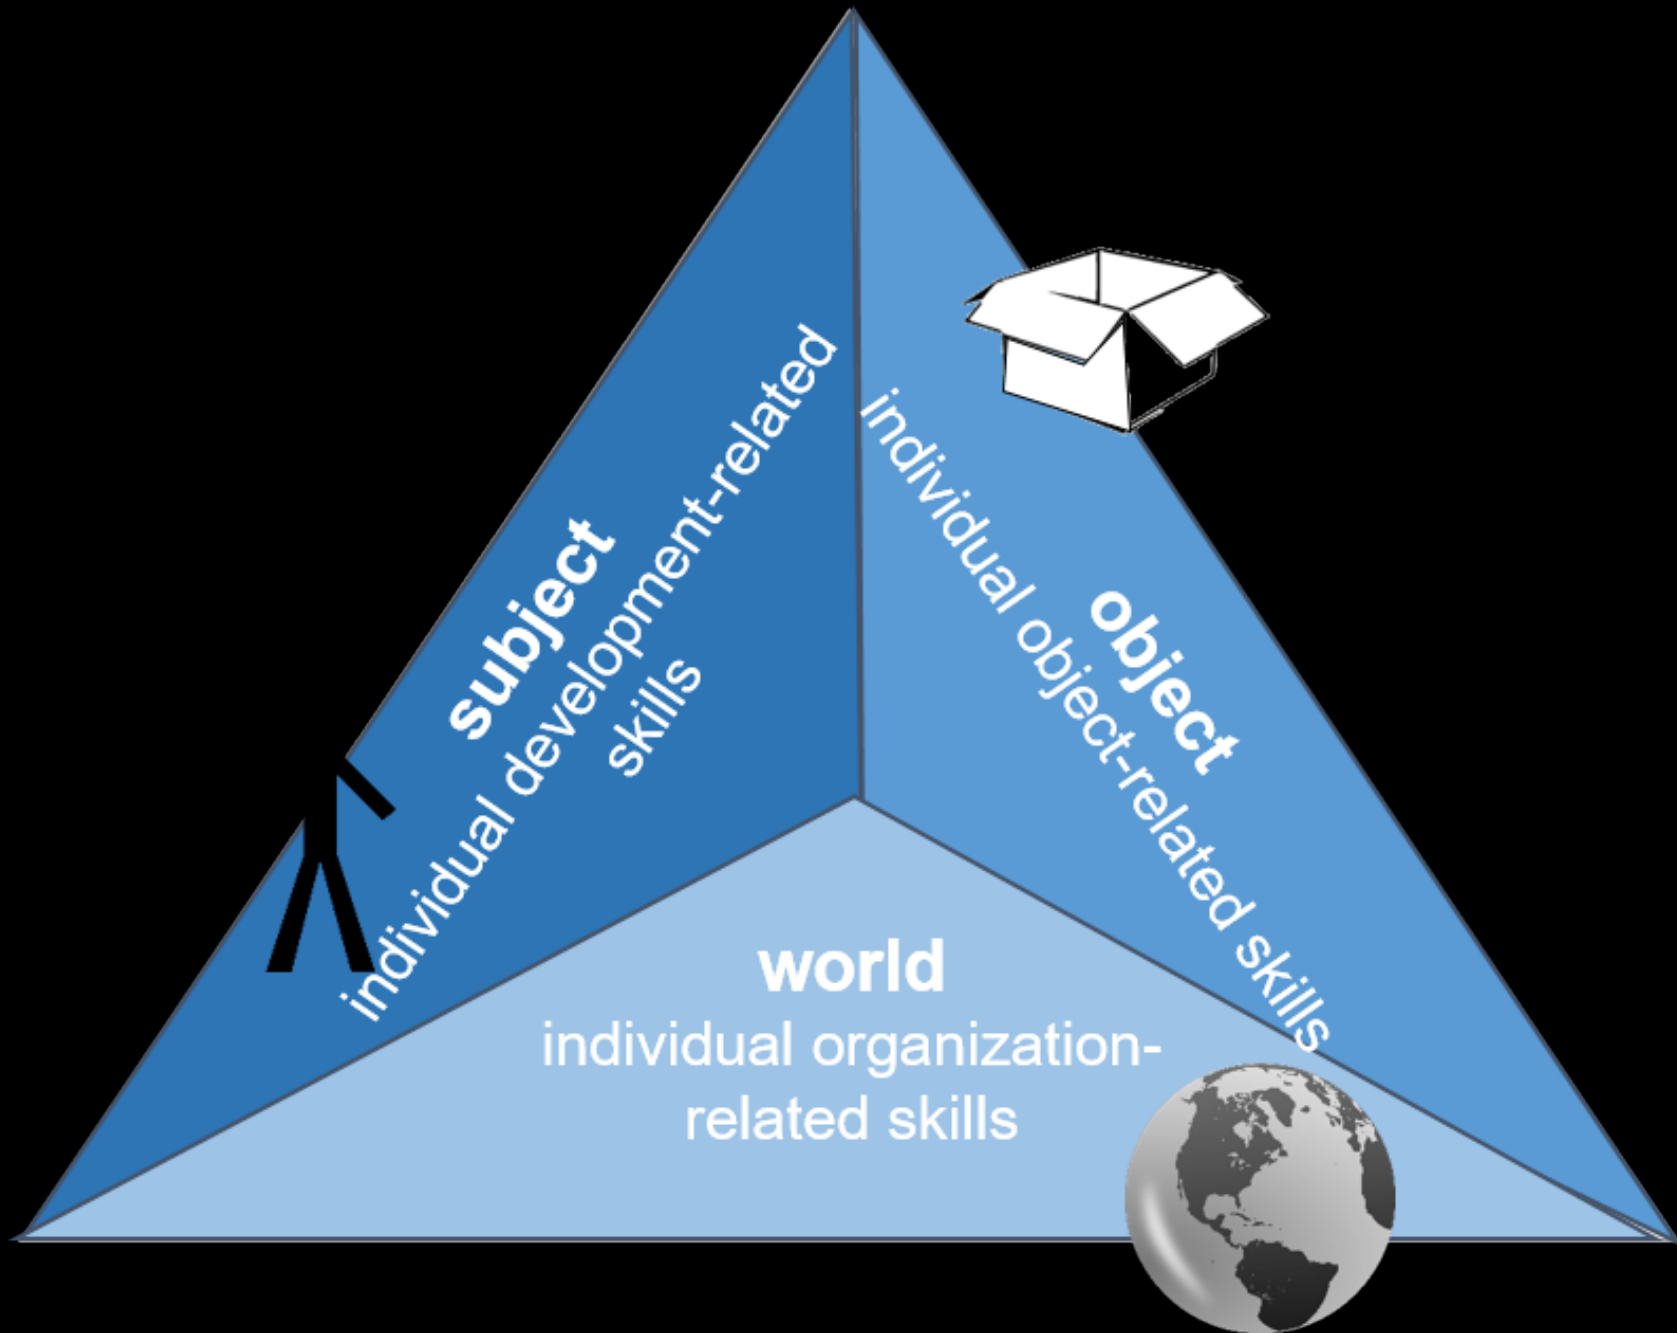 subject
individual development-related
skills
object
individual object-related skills
world
individual organization-
related skills